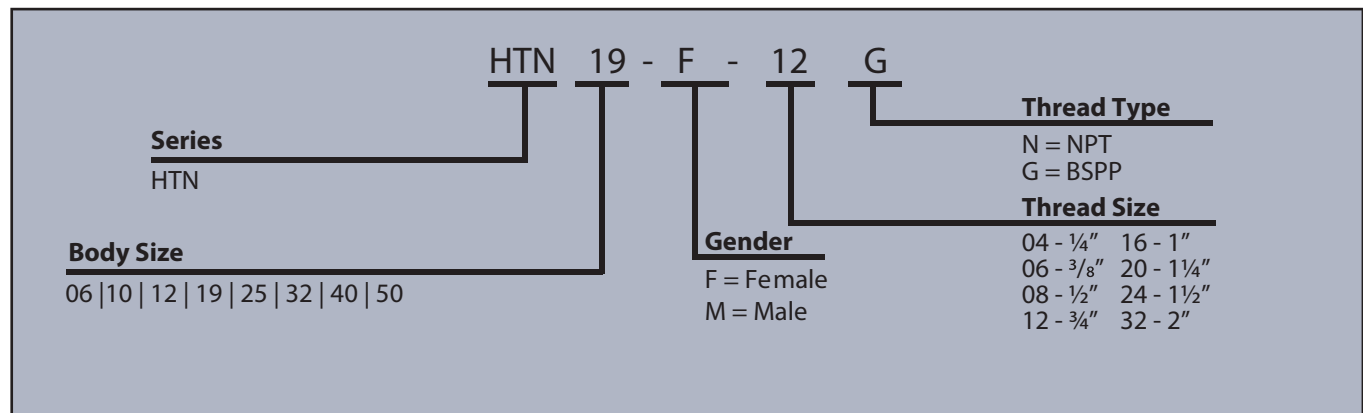 HTN 19 - F - 12 G
Series
HTN
Body Size
06 |10 | 12 | 19 | 25 | 32 | 40 | 50
Gender
F = Female
M = Male
Thread Type
N = NPT
G = BSPP
Thread Size
04 - ¼" 16 - 1"
06 - ³/₈" 20 - 1¼"
08 - ½" 24 - 1½"
12 - ¾" 32 - 2"